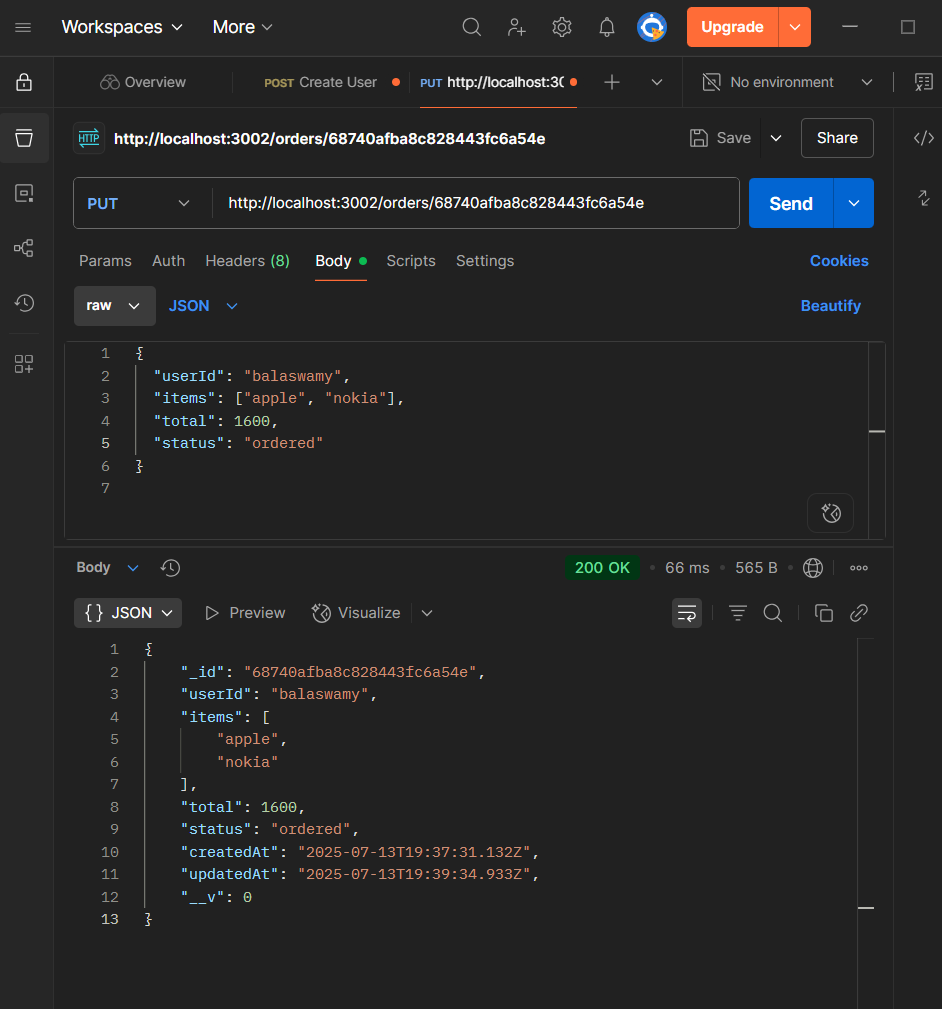 Workspaces More Upgrade
Overview POST Create User PUT http://localhost:30 No environment
HTTP http://localhost:3002/orders/68740afba8c828443fc6a54e Save Share
PUT http://localhost:3002/orders/68740afba8c828443fc6a54e Send
Params Auth Headers (8) Body Scripts Settings Cookies
raw JSON Beautify
1 {
2 "userId": "balaswamy",
3 "items": ["apple", "nokia"],
4 "total": 1600,
5 "status": "ordered"
6 }
7
Body 200 OK • 66 ms • 565 B •
{} JSON Preview Visualize
1 {
2 "_id": "68740afba8c828443fc6a54e",
3 "userId": "balaswamy",
4 "items": [
5 "apple",
6 "nokia"
7 ],
8 "total": 1600,
9 "status": "ordered",
10 "createdAt": "2025-07-13T19:37:31.132Z",
11 "updatedAt": "2025-07-13T19:39:34.933Z",
12 "__v": 0
13 }